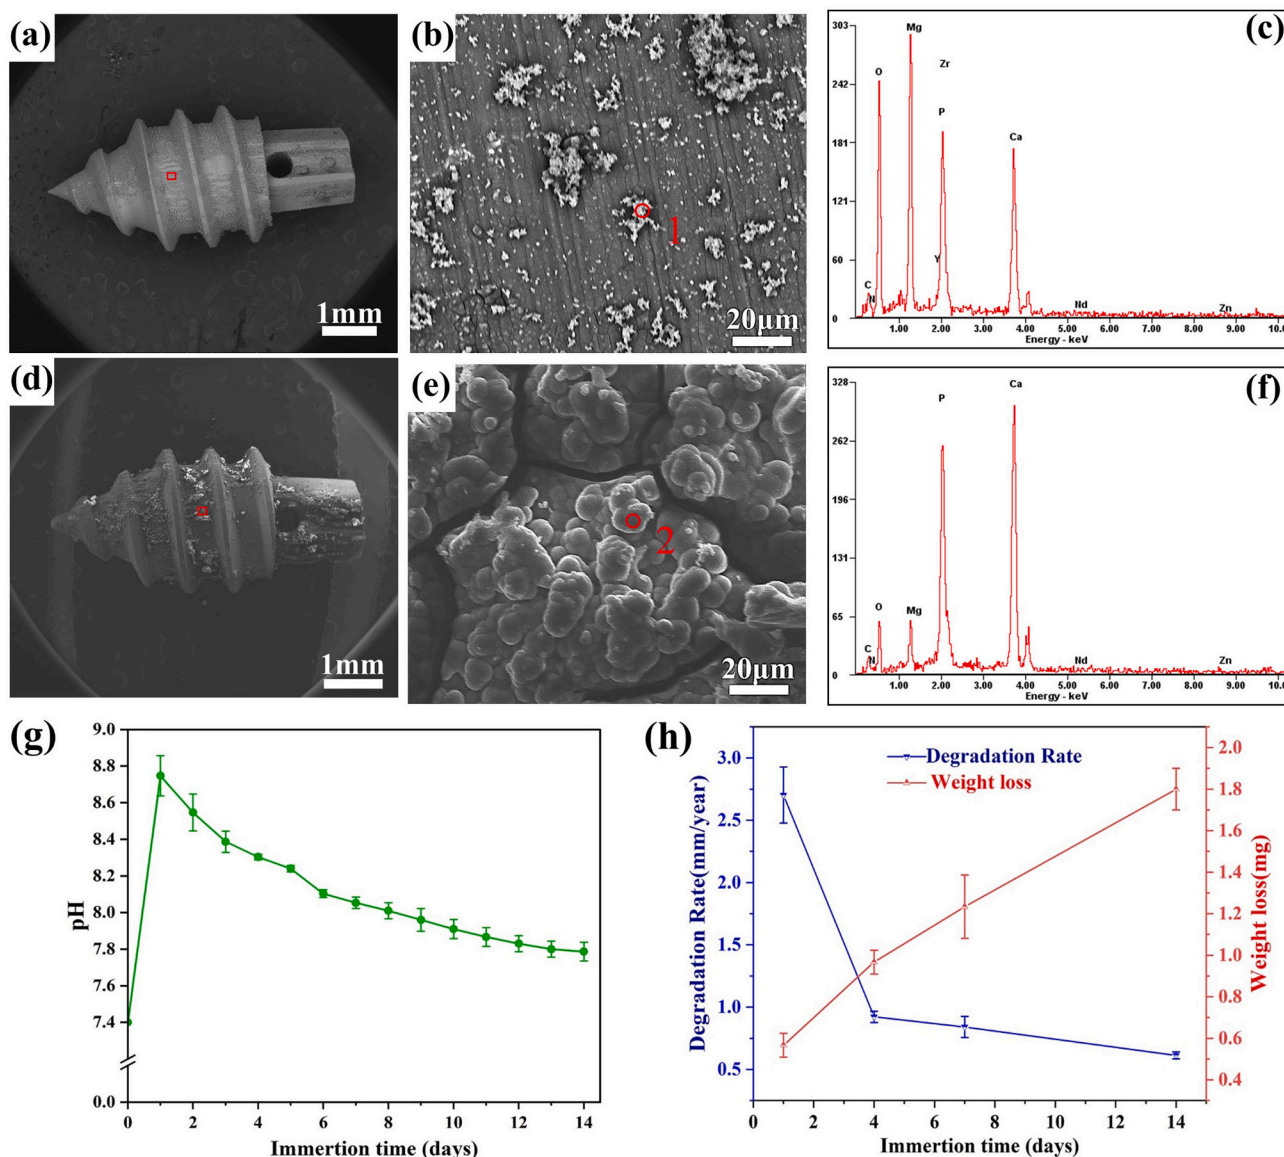 (a)
1mm
(b)
1
20μm
(c)
303
242
181
121
60
0
C
N
O
Mg
Zr
P
Y
Ca
Nd
Zn
1.00 2.00 3.00 4.00 5.00 6.00 7.00 8.00 9.00 10.0
Energy - keV
(d)
1mm
(e)
2
20μm
(f)
328
262
196
131
65
0
C
N
O
Mg
P
Ca
Nd
Zn
1.00 2.00 3.00 4.00 5.00 6.00 7.00 8.00 9.00 10.0
Energy - keV
(g)
pH
9.0
8.8
8.6
8.4
8.2
8.0
7.8
7.6
7.4
0.0
0 2 4 6 8 10 12 14
Immertion time (days)
(h)
Degradation Rate(mm/year)
3.0
2.5
2.0
1.5
1.0
0.5
Degradation Rate
Weight loss
2.0
1.8
1.6
1.4
1.2
1.0
0.8
0.6
0.4
Weight loss(mg)
0 2 4 6 8 10 12 14
Immertion time (days)